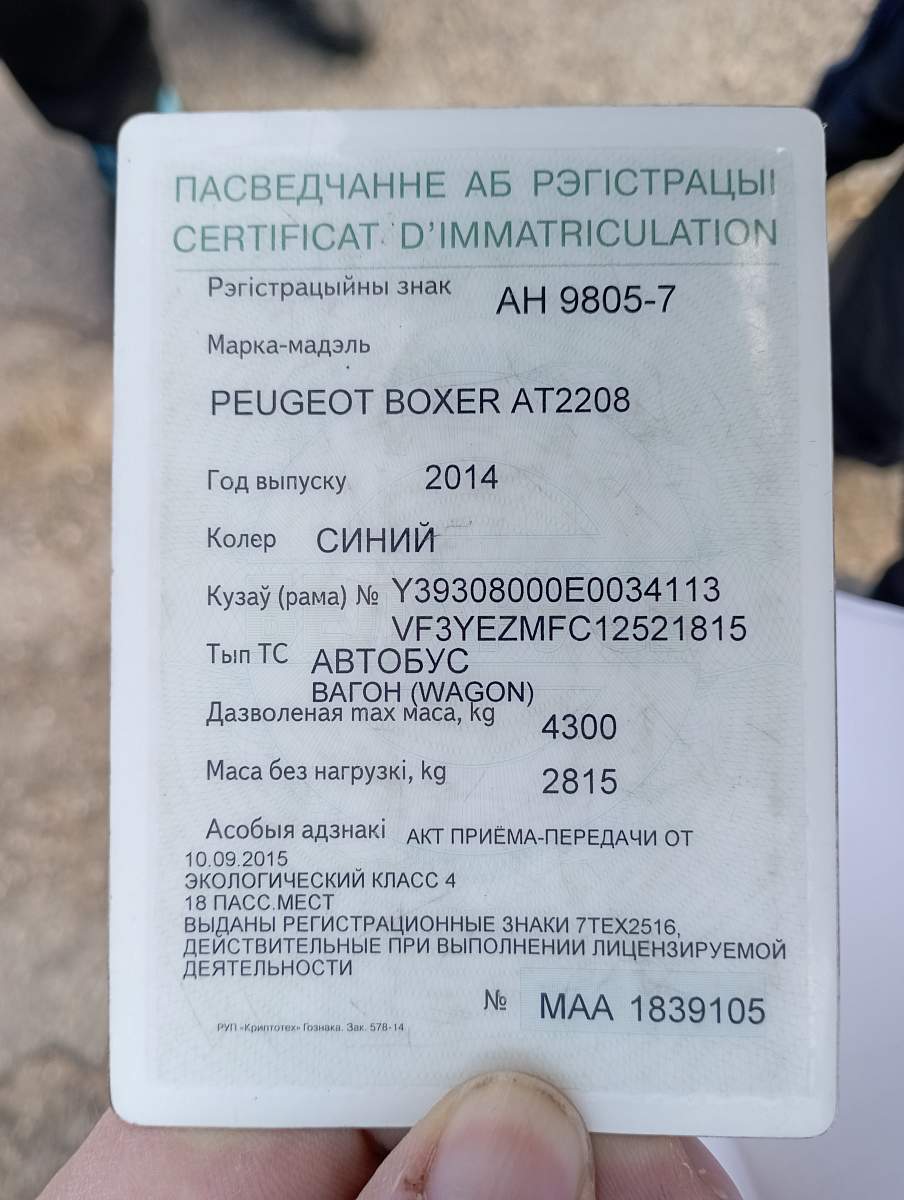 ПАСВЕДЧАННЕ АБ РЭГІСТРАЦЫІ
CERTIFICAT D'IMMATRICULATION
Рэгістрацыйны знак AH 9805-7
Марка-мадэль
PEUGEOT BOXER AT2208
Год выпуску 2014
Колер СИНИЙ
Кузаў (рама) № Y39308000E0034113
VF3YEZMFC12521815
Тып ТС АВТОБУС
ВАГОН (WAGON)
Дазволеная max маса, kg 4300
Маса без нагрузкі, kg 2815
Асобыя адзнакі АКТ ПРИЁМА-ПЕРЕДАЧИ ОТ
10.09.2015
ЭКОЛОГИЧЕСКИЙ КЛАСС 4
18 ПАСС.МЕСТ
ВЫДАНЫ РЕГИСТРАЦИОННЫЕ ЗНАКИ 7TEX2516,
ДЕЙСТВИТЕЛЬНЫЕ ПРИ ВЫПОЛНЕНИИ ЛИЦЕНЗИРУЕМОЙ
ДЕЯТЕЛЬНОСТИ
№ MAA 1839105
РУП «Криптотех» Гознака. Зак. 578-14